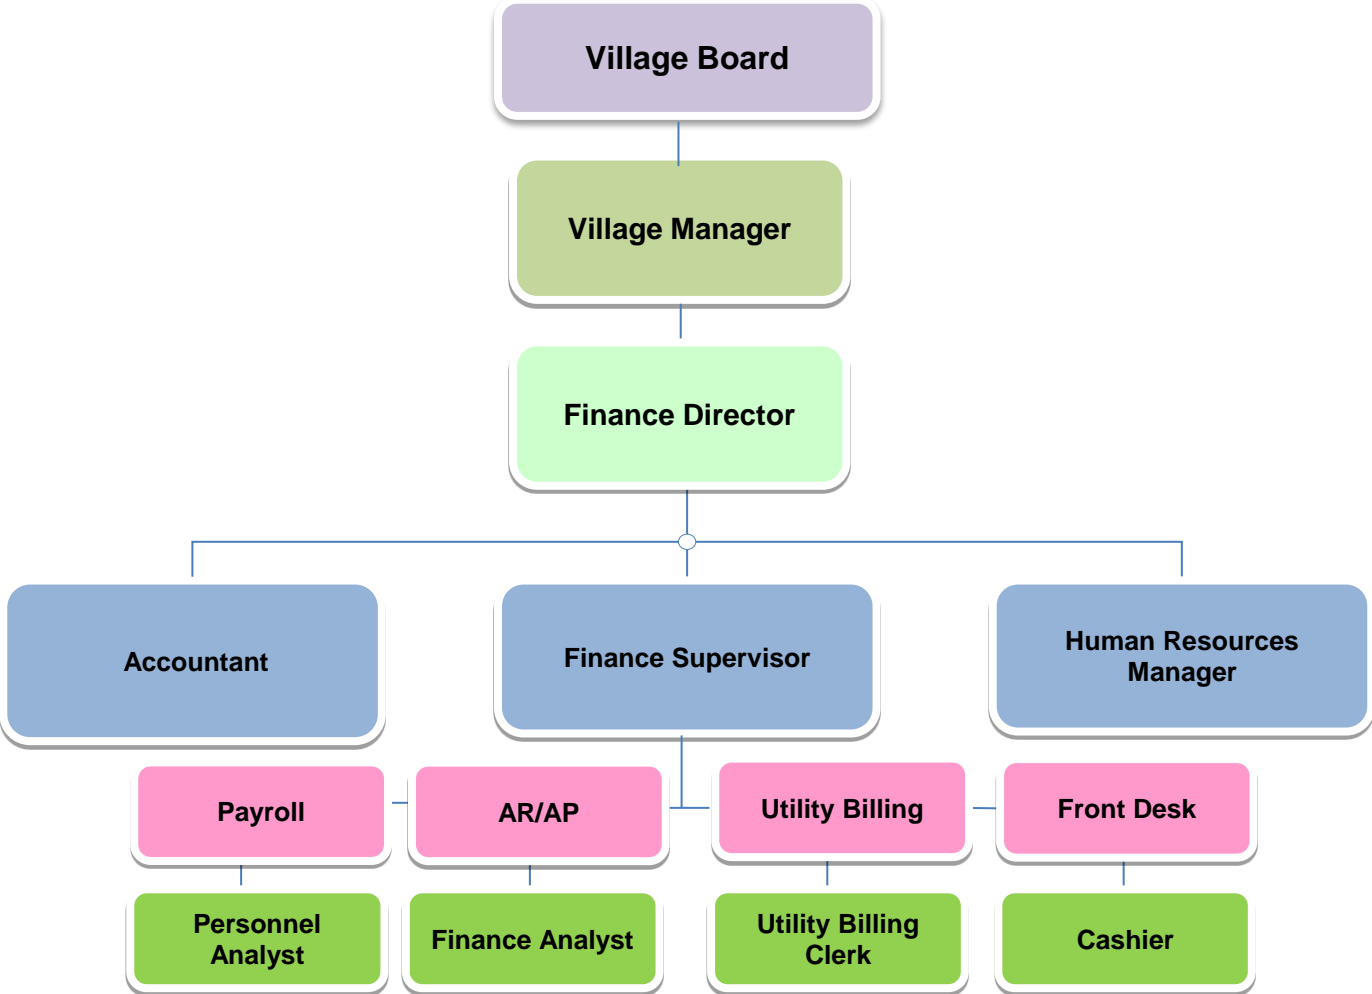 Village Board
Village Manager
Finance Director
Accountant
Finance Supervisor
Human Resources
Manager
Payroll
AR/AP
Utility Billing
Front Desk
Personnel
Analyst
Finance Analyst
Utility Billing
Clerk
Cashier